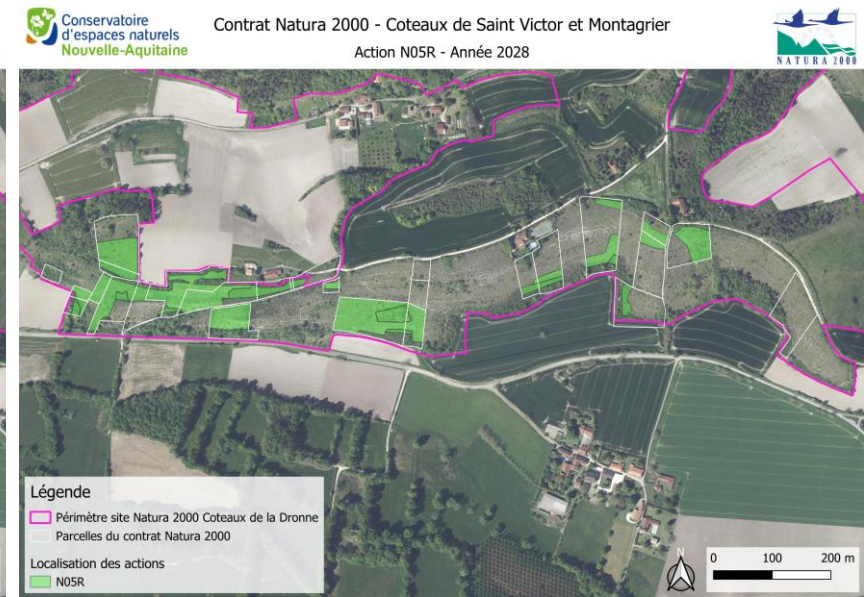 Conservatoire
d'espaces naturels
Nouvelle-Aquitaine
Contrat Natura 2000 - Coteaux de Saint Victor et Montagrier
Action N05R - Année 2028
NATURA 2000
Légende
Périmètre site Natura 2000 Coteaux de la Dronne
Parcelles du contrat Natura 2000
Localisation des actions
N05R
N
0 100 200 m